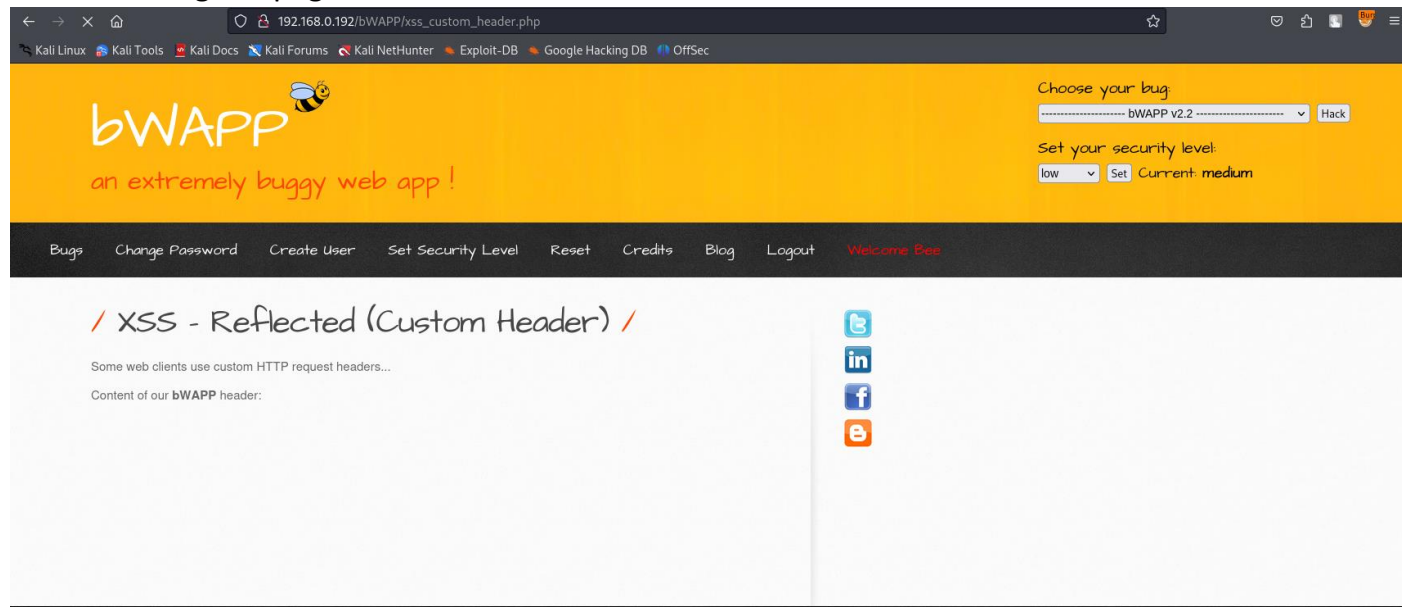 192.168.0.192/bWAPP/xss_custom_header.php
Bur
Kali Linux Kali Tools Kali Docs Kali Forums Kali NetHunter Exploit-DB Google Hacking DB OffSec
bWAPP
an extremely buggy web app !
Choose your bug:
---------------------- bWAPP v2.2 ----------------------- Hack
Set your security level:
low Set Current: medium
Bugs Change Password Create User Set Security Level Reset Credits Blog Logout Welcome Bee
/ XSS - Reflected (Custom Header) /
Some web clients use custom HTTP request headers...
Content of our bWAPP header:
in
f